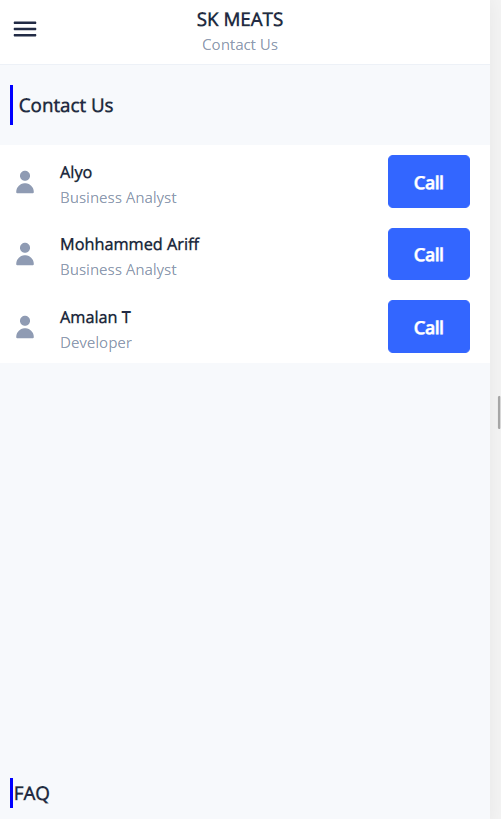 SK MEATS
Contact Us
Contact Us
Alyo
Business Analyst
Call
Mohhammed Ariff
Business Analyst
Call
Amalan T
Developer
Call
FAQ